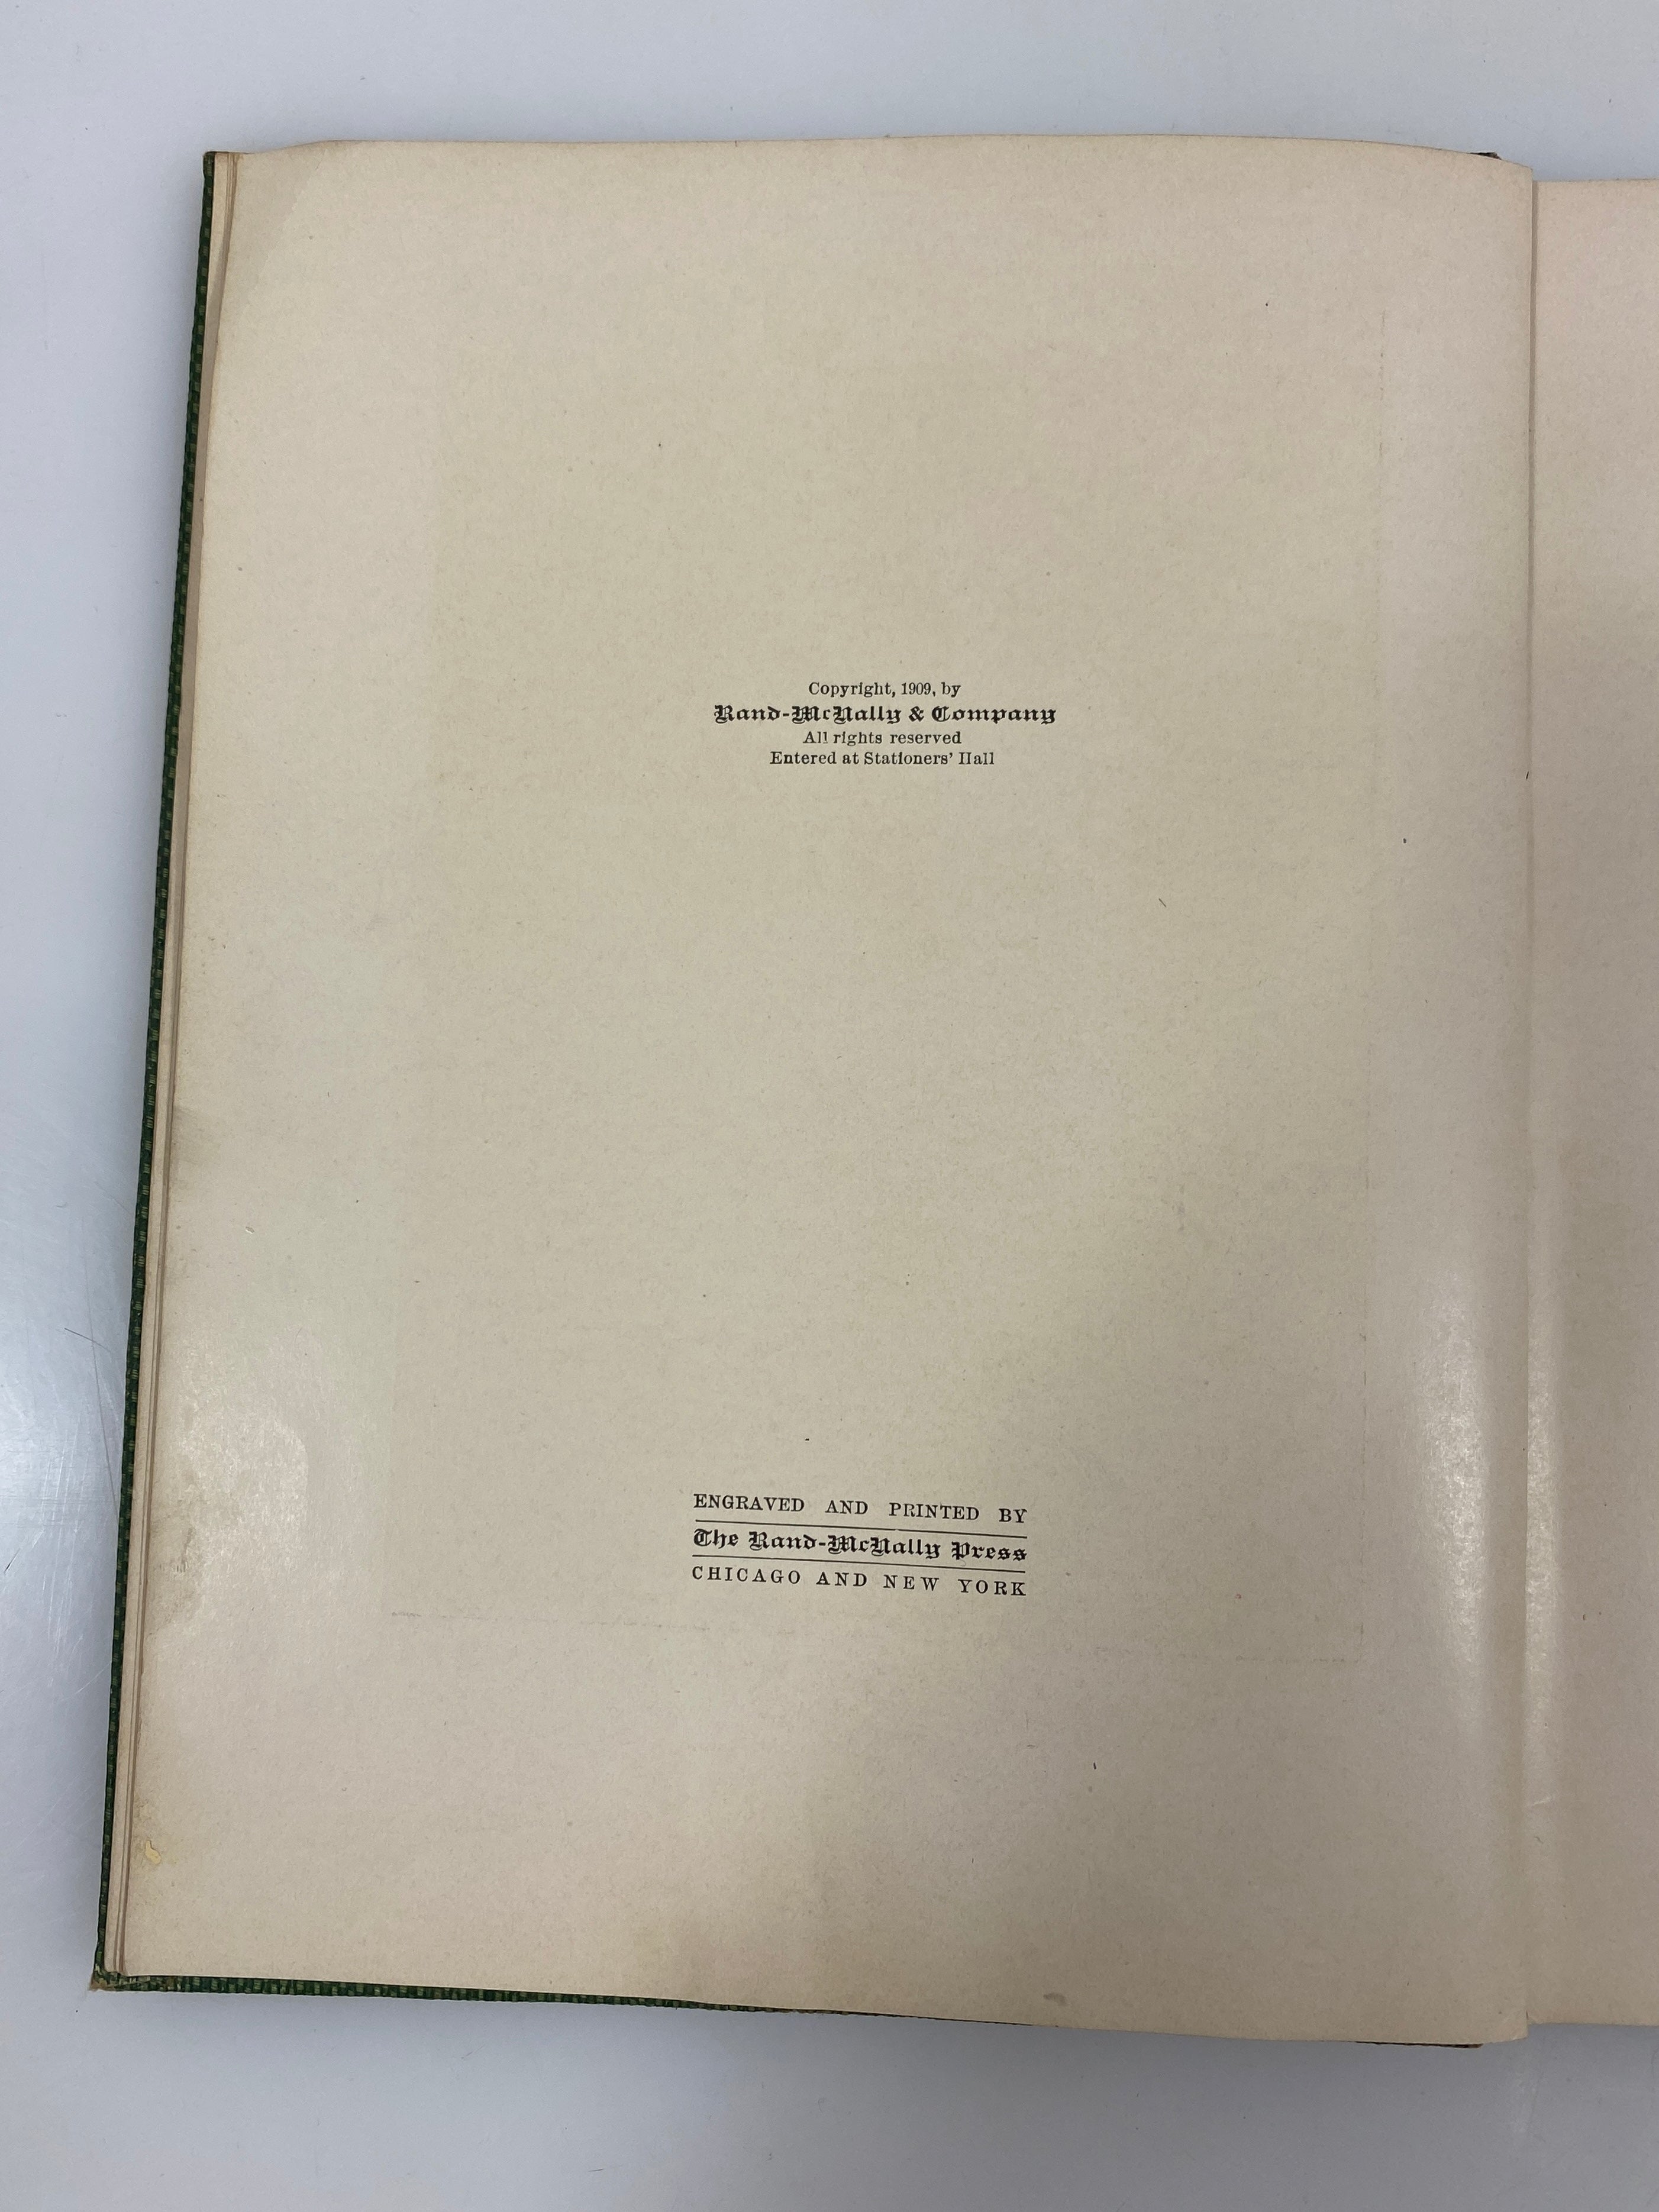 Copyright, 1909, by
Rand-McNally & Company
All rights reserved
Entered at Stationers' Hall
ENGRAVED AND PRINTED BY
The Rand-McNally Press
CHICAGO AND NEW YORK